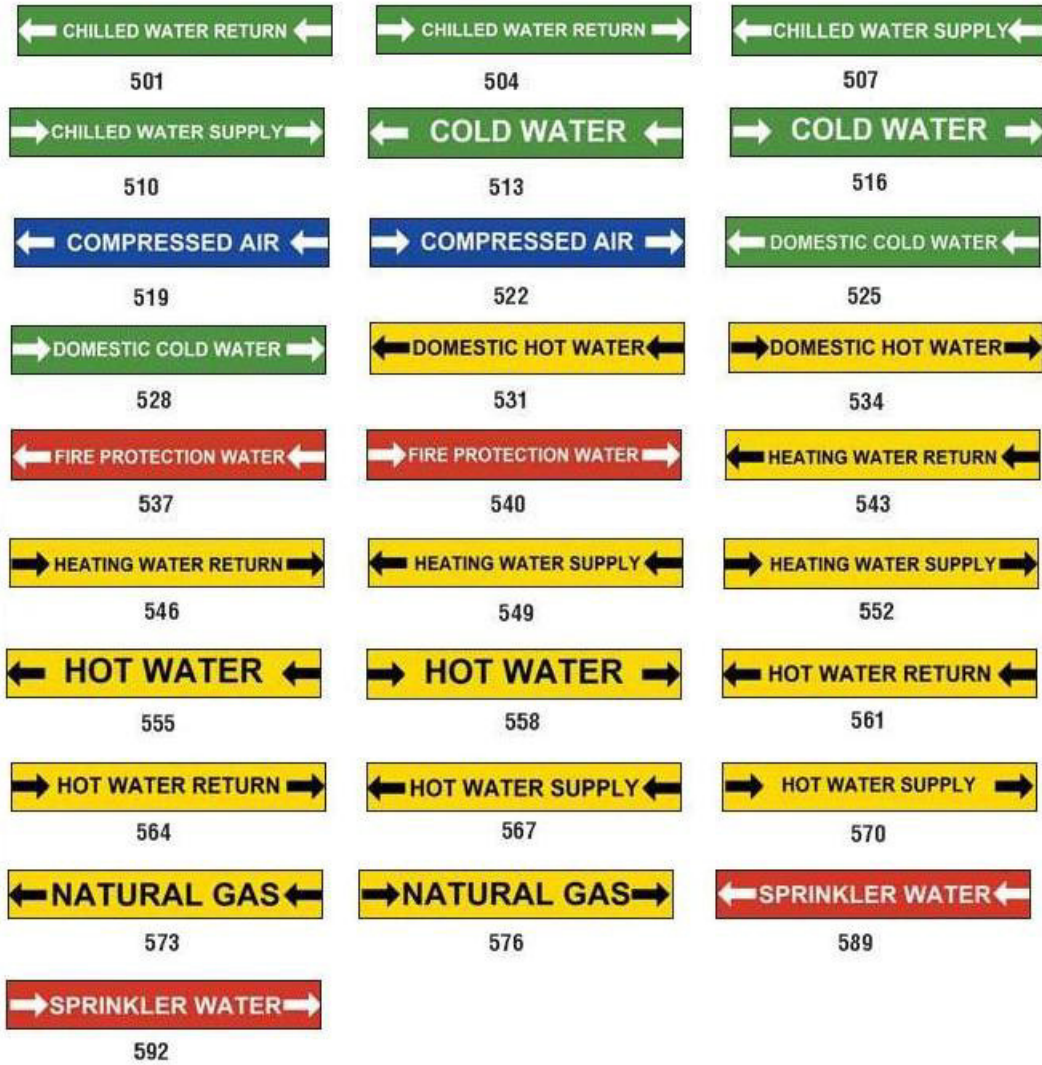 CHILLED WATER RETURN
CHILLED WATER RETURN
CHILLED WATER SUPPLY
501
504
507
CHILLED WATER SUPPLY
COLD WATER
COLD WATER
510
513
516
COMPRESSED AIR
COMPRESSED AIR
DOMESTIC COLD WATER
519
522
525
DOMESTIC COLD WATER
DOMESTIC HOT WATER
DOMESTIC HOT WATER
528
531
534
FIRE PROTECTION WATER
FIRE PROTECTION WATER
HEATING WATER RETURN
537
540
543
HEATING WATER RETURN
HEATING WATER SUPPLY
HEATING WATER SUPPLY
546
549
552
HOT WATER
HOT WATER
HOT WATER RETURN
555
558
561
HOT WATER RETURN
HOT WATER SUPPLY
HOT WATER SUPPLY
564
567
570
NATURAL GAS
NATURAL GAS
SPRINKLER WATER
573
576
589
SPRINKLER WATER
592